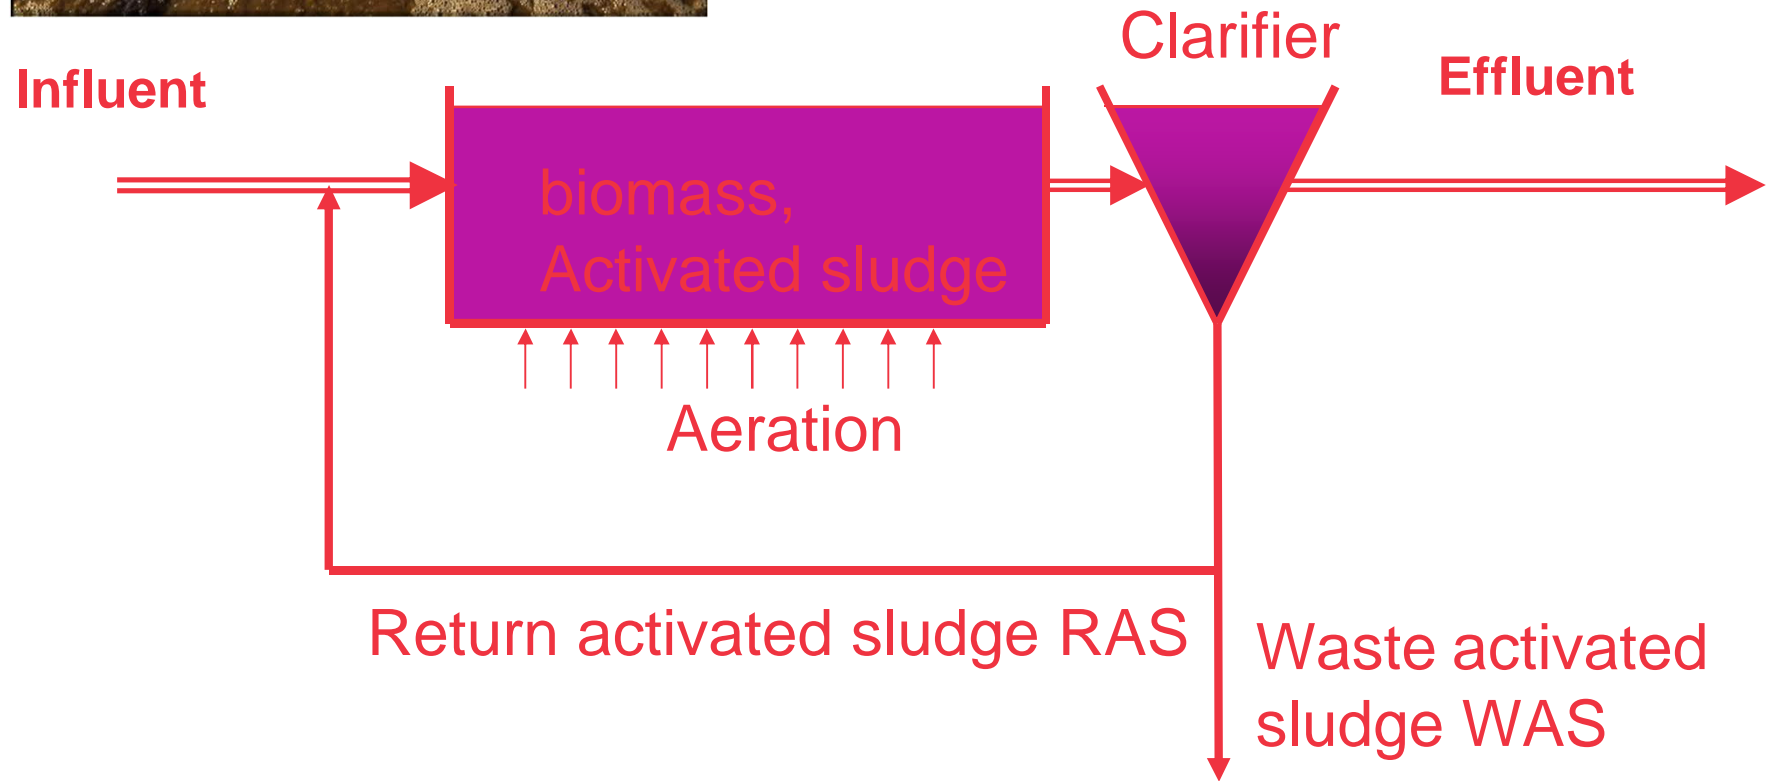 Clarifier
Influent
Effluent
biomass,
Activated sludge
Aeration
Return activated sludge RAS
Waste activated
sludge WAS